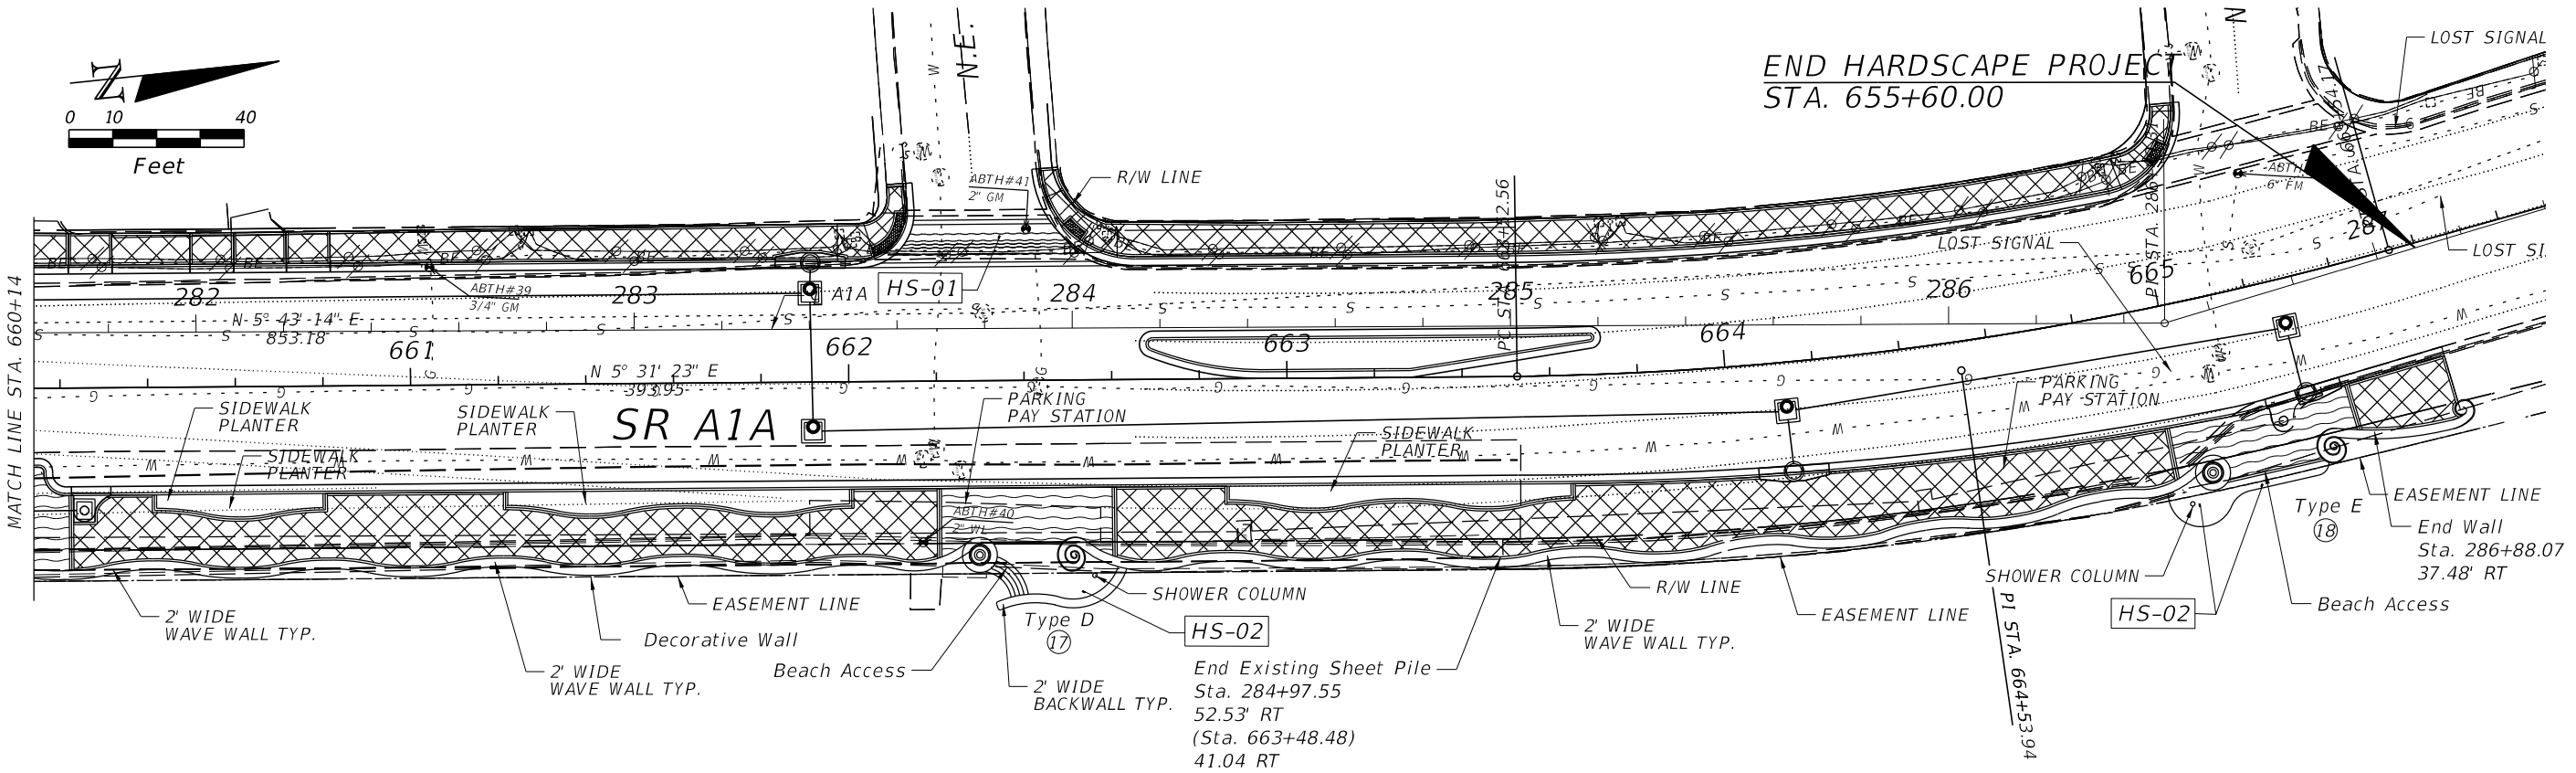 N
0 10 40
Feet
MATCH LINE STA. 660+14
N.E.
N
END HARDSCAPE PROJECT
STA. 655+60.00
LOST SIGNAL
R/W LINE
ABTH#41
2" GM
ABTH#39
3/4" GM
A1A
HS-01
282
283
284
285
286
287
N 5° 43' 14" E
853.18
661
662
663
664
665
N 5° 31' 23" E
393.95
SR A1A
LOST SIGNAL
6" FM
SIDEWALK
PLANTER
SIDEWALK
PLANTER
SIDEWALK
PLANTER
PARKING
PAY STATION
SIDEWALK
PLANTER
PARKING
PAY STATION
ABTH#40
2" WL
2' WIDE
WAVE WALL TYP.
EASEMENT LINE
Decorative Wall
2' WIDE
WAVE WALL TYP.
Beach Access
Type D
17
2' WIDE
BACKWALL TYP.
SHOWER COLUMN
HS-02
End Existing Sheet Pile
Sta. 284+97.55
52.53' RT
(Sta. 663+48.48)
41.04 RT
2' WIDE
WAVE WALL TYP.
R/W LINE
EASEMENT LINE
PI STA. 664+53.94
SHOWER COLUMN
HS-02
Beach Access
Type E
18
EASEMENT LINE
End Wall
Sta. 286+88.07
37.48' RT